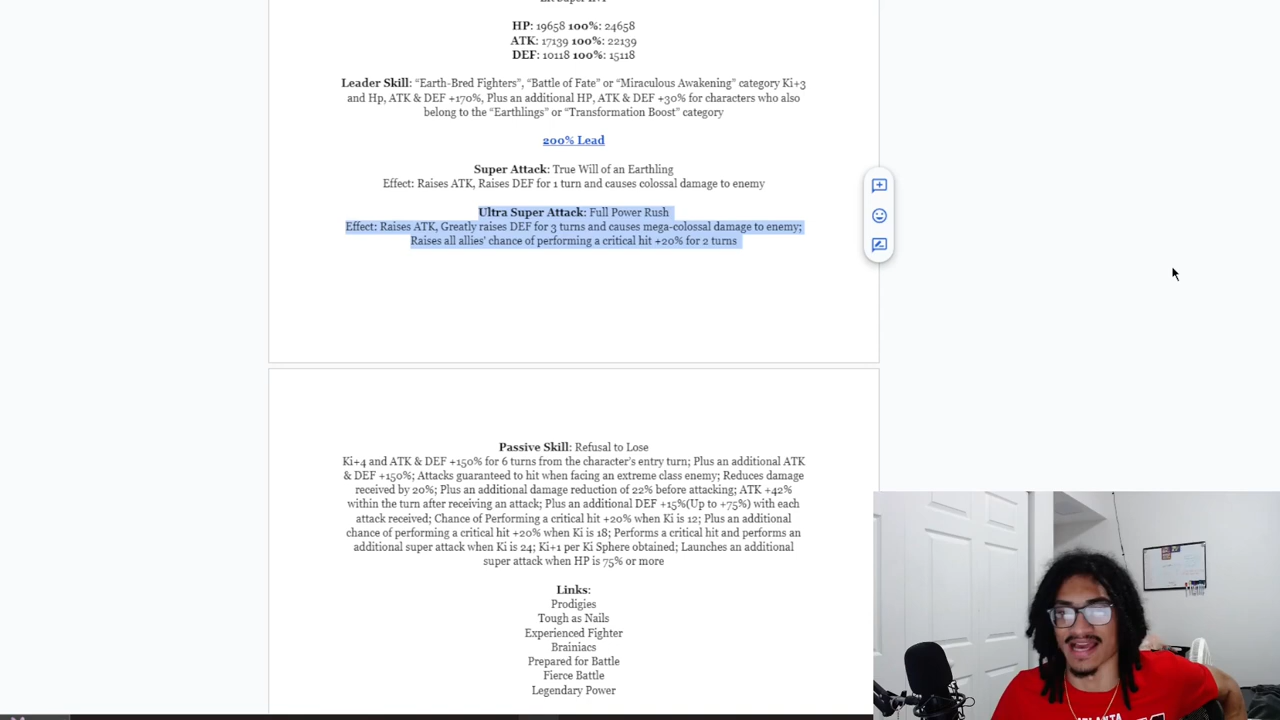 HP: 19658 100%: 24658
ATK: 17139 100%: 22139
DEF: 10118 100%: 15118
Leader Skill: “Earth-Bred Fighters”, “Battle of Fate” or “Miraculous Awakening” category Ki+3
and Hp, ATK & DEF +170%, Plus an additional HP, ATK & DEF +30% for characters who also
belong to the “Earthlings” or “Transformation Boost” category
200% Lead
Super Attack: True Will of an Earthling
Effect: Raises ATK, Raises DEF for 1 turn and causes colossal damage to enemy
Ultra Super Attack: Full Power Rush
Effect: Raises ATK, Greatly raises DEF for 3 turns and causes mega-colossal damage to enemy;
Raises all allies’ chance of performing a critical hit +20% for 2 turns
Passive Skill: Refusal to Lose
Ki+4 and ATK & DEF +150% for 6 turns from the character’s entry turn; Plus an additional ATK
& DEF +150%; Attacks guaranteed to hit when facing an extreme class enemy; Reduces damage
received by 20%; Plus an additional damage reduction of 22% before attacking; ATK +42%
within the turn after receiving an attack; Plus an additional DEF +15%(Up to +75%) with each
attack received; Chance of Performing a critical hit +20% when Ki is 12; Plus an additional
chance of performing a critical hit +20% when Ki is 18; Performs a critical hit and performs an
additional super attack when Ki is 24; Ki+1 per Ki Sphere obtained; Launches an additional
super attack when HP is 75% or more
Links:
Prodigies
Tough as Nails
Experienced Fighter
Brainiacs
Prepared for Battle
Fierce Battle
Legendary Power